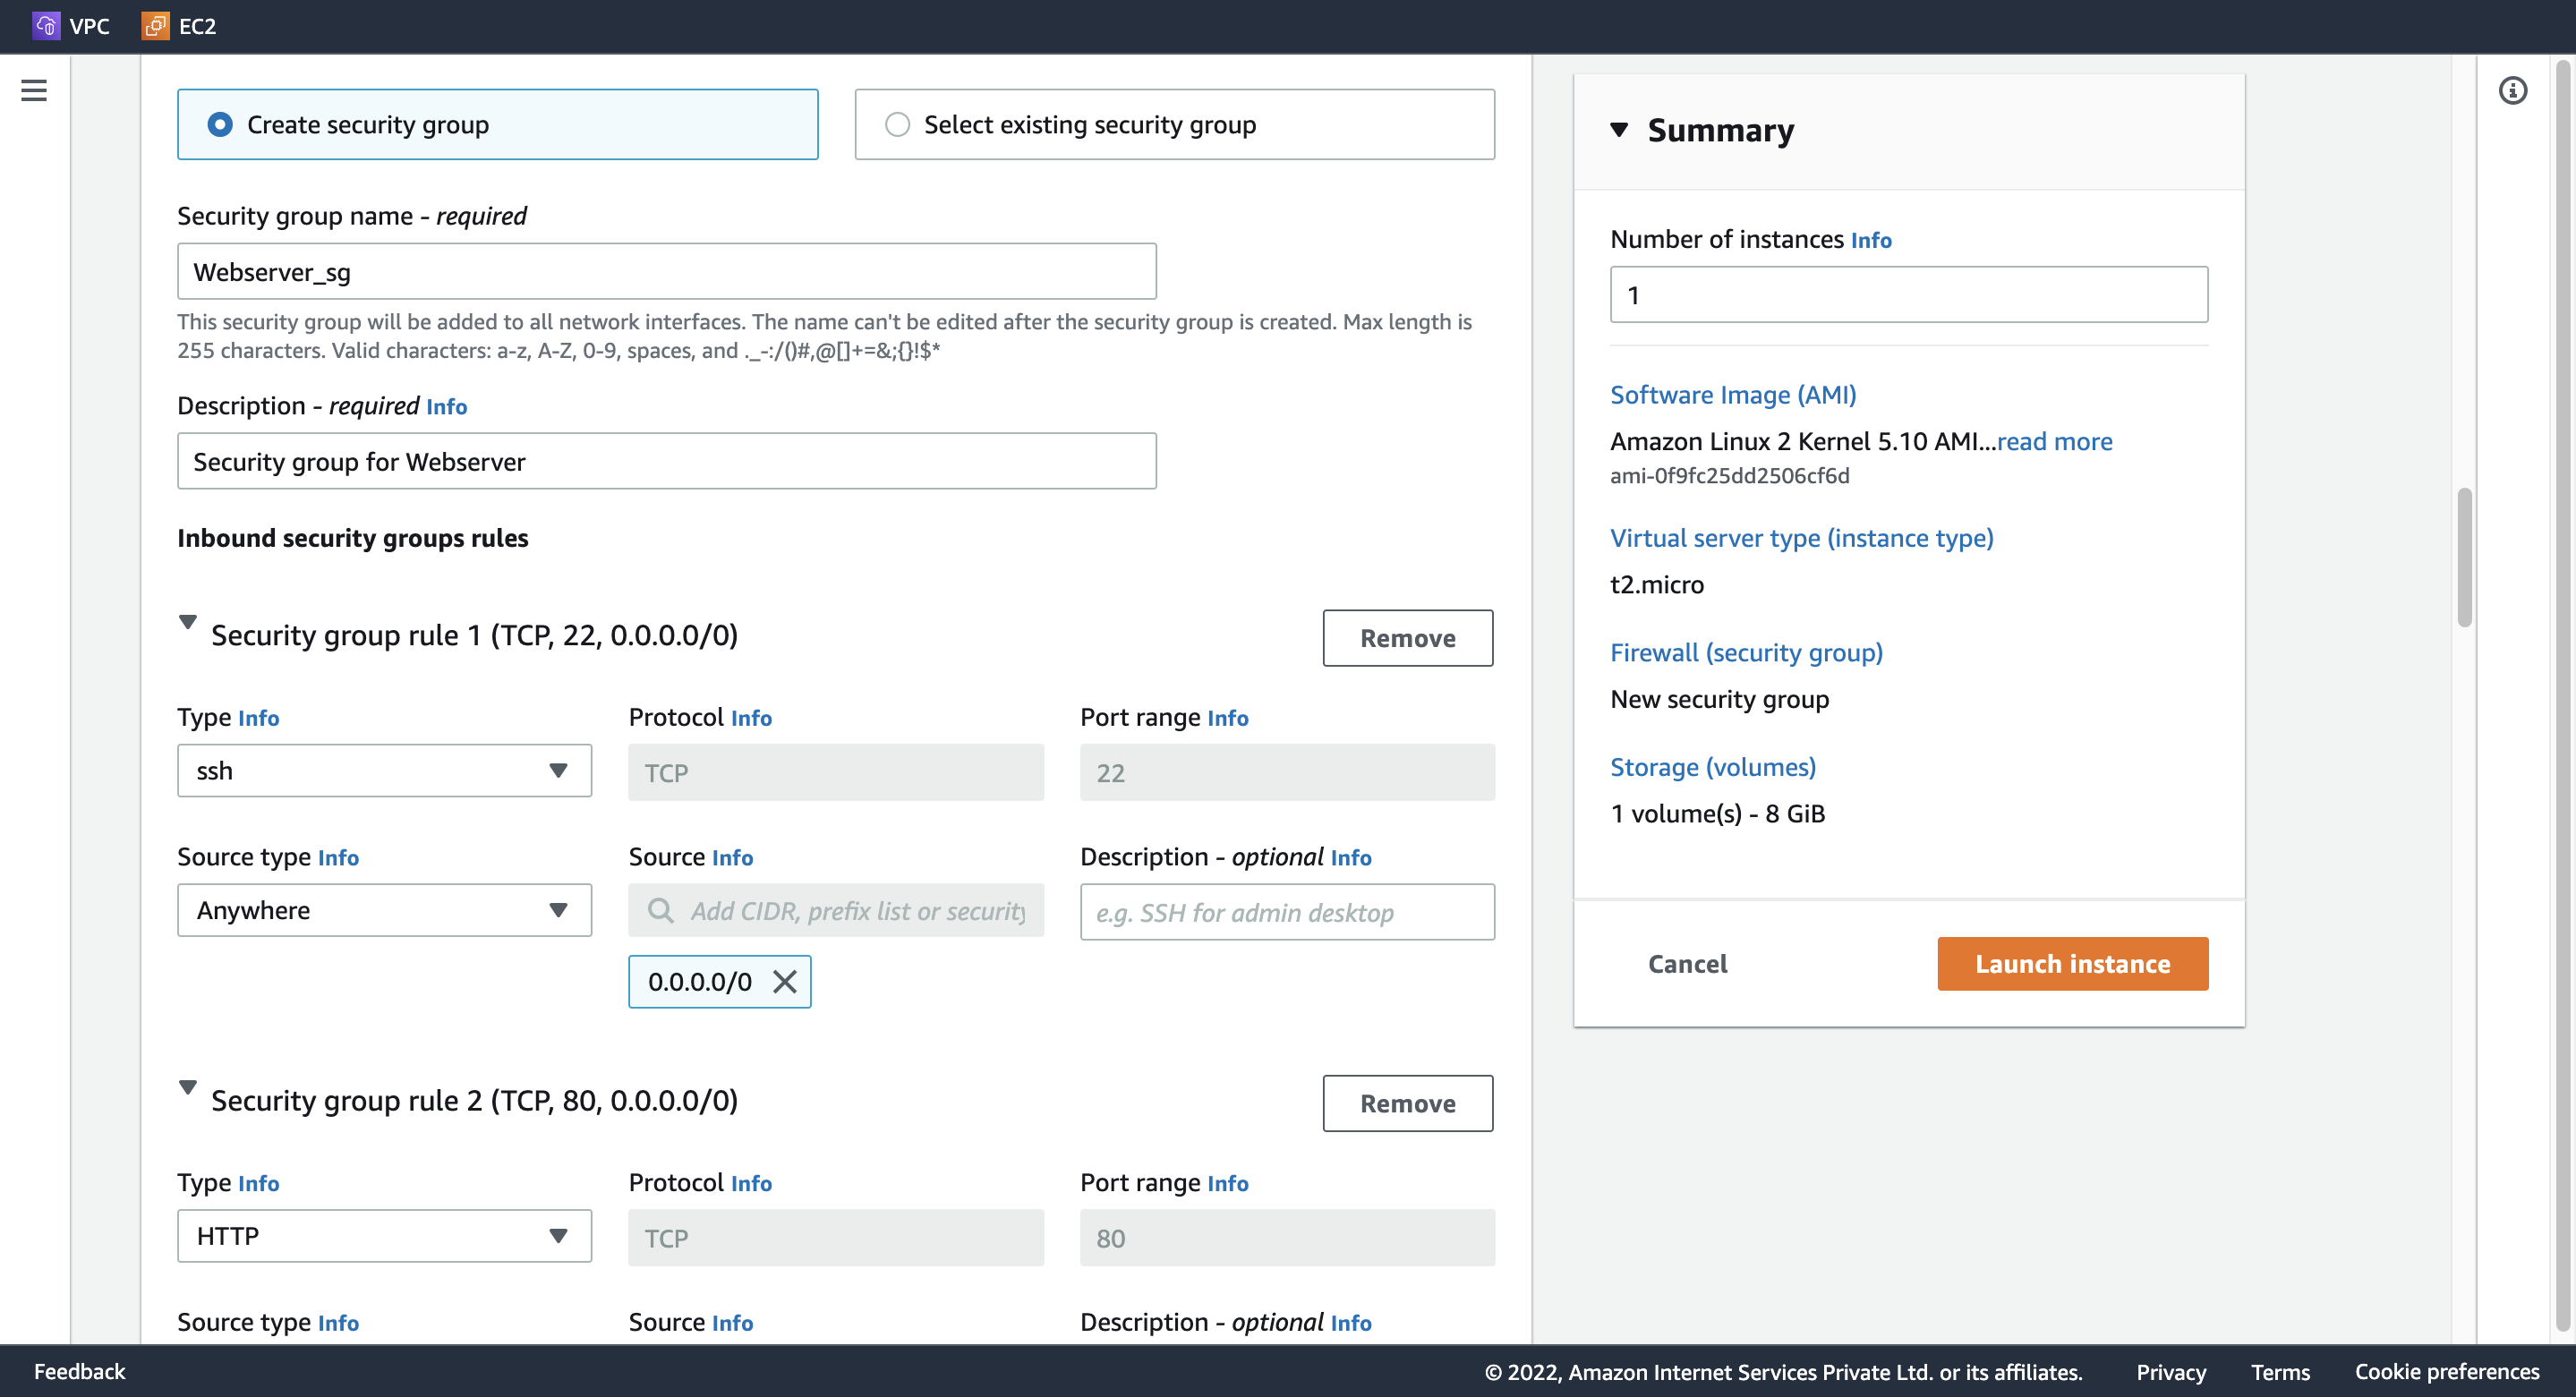 VPC EC2
Create security group
Select existing security group
Security group name - required
Webserver_sg
This security group will be added to all network interfaces. The name can't be edited after the security group is created. Max length is
255 characters. Valid characters: a-z, A-Z, 0-9, spaces, and ._-:/()#,@[]+=&;{}!$*
Description - required Info
Security group for Webserver
Inbound security groups rules
Security group rule 1 (TCP, 22, 0.0.0.0/0)
Remove
Type Info
Protocol Info
Port range Info
ssh
TCP
22
Source type Info
Source Info
Description - optional Info
Anywhere
Add CIDR, prefix list or security
e.g. SSH for admin desktop
0.0.0.0/0
Security group rule 2 (TCP, 80, 0.0.0.0/0)
Remove
Type Info
Protocol Info
Port range Info
HTTP
TCP
80
Source type Info
Source Info
Description - optional Info
Summary
Number of instances Info
1
Software Image (AMI)
Amazon Linux 2 Kernel 5.10 AMI...read more
ami-0f9fc25dd2506cf6d
Virtual server type (instance type)
t2.micro
Firewall (security group)
New security group
Storage (volumes)
1 volume(s) - 8 GiB
Cancel
Launch instance
Feedback
© 2022, Amazon Internet Services Private Ltd. or its affiliates.
Privacy
Terms
Cookie preferences